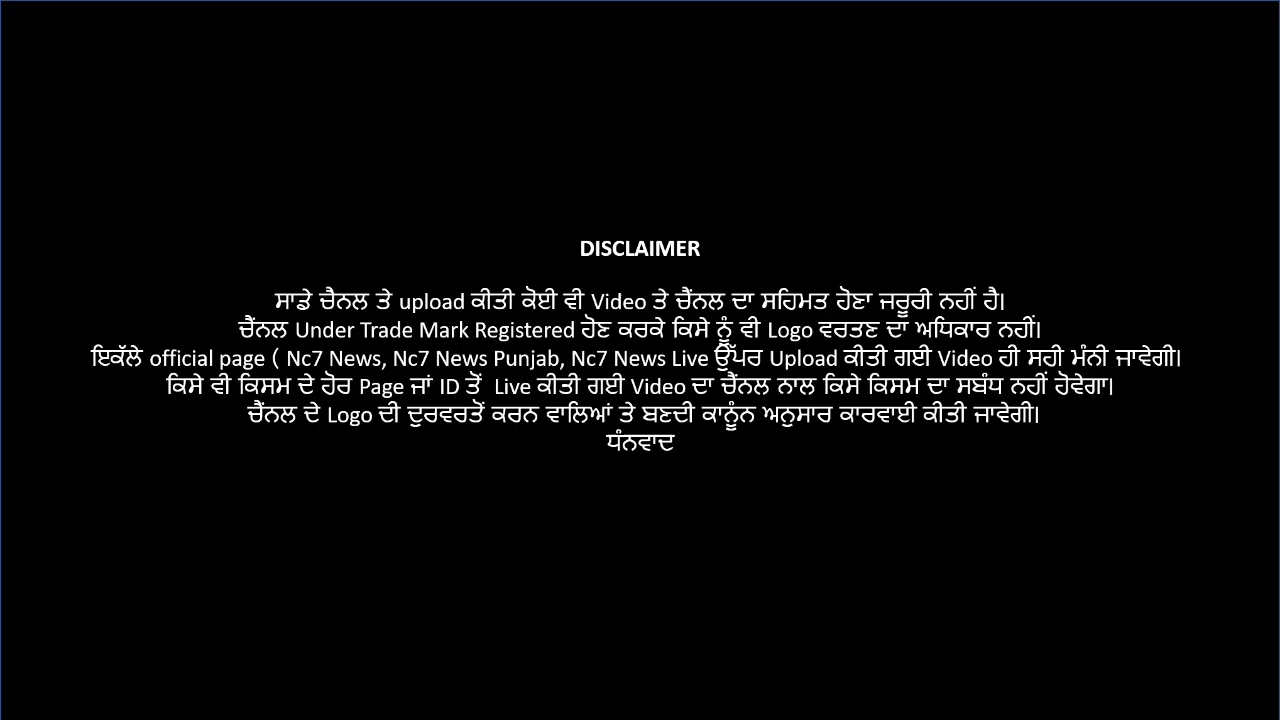 DISCLAIMER
ਸਾਡੇ ਚੈਨਲ ਤੇ upload ਕੀਤੀ ਕੋਈ ਵੀ Video ਤੇ ਚੈਂਨਲ ਦਾ ਸਹਿਮਤ ਹੋਣਾ ਜਰੂਰੀ ਨਹੀਂ ਹੈ।
ਚੈਂਨਲ Under Trade Mark Registered ਹੋਣ ਕਰਕੇ ਕਿਸੇ ਨੂੰ ਵੀ Logo ਵਰਤਣ ਦਾ ਅਧਿਕਾਰ ਨਹੀਂ।
ਇਕੱਲੇ official page ( Nc7 News, Nc7 News Punjab, Nc7 News Live ਉੱਪਰ Upload ਕੀਤੀ ਗਈ Video ਹੀ ਸਹੀ ਮੰਨੀ ਜਾਵੇਗੀ।
ਕਿਸੇ ਵੀ ਕਿਸਮ ਦੇ ਹੋਰ Page ਜਾਂ ID ਤੋਂ  Live ਕੀਤੀ ਗਈ Video ਦਾ ਚੈਂਨਲ ਨਾਲ ਕਿਸੇ ਕਿਸਮ ਦਾ ਸਬੰਧ ਨਹੀਂ ਹੋਵੇਗਾ।
ਚੈਂਨਲ ਦੇ Logo ਦੀ ਦੁਰਵਰਤੋਂ ਕਰਨ ਵਾਲਿਆਂ ਤੇ ਬਣਦੀ ਕਾਨੂੰਨ ਅਨੁਸਾਰ ਕਾਰਵਾਈ ਕੀਤੀ ਜਾਵੇਗੀ।
ਧੰਨਵਾਦ